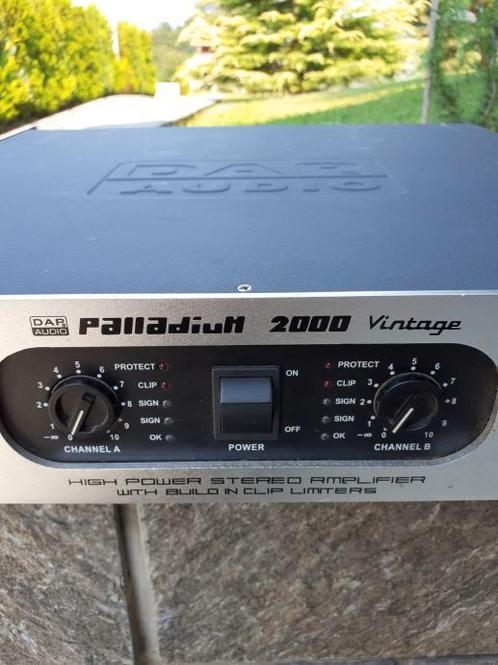 DAP
AUDIO
DAP
AUDIO
Palladium 2000 Vintage
PROTECT
CLIP
SIGN
SIGN
OK
-∞ 0 1 2 3 4 5 6 7 8 9 10
CHANNEL A
ON
OFF
POWER
PROTECT
CLIP
SIGN
SIGN
OK
-∞ 0 1 2 3 4 5 6 7 8 9 10
CHANNEL B
HIGH POWER STEREO AMPLIFIER
WITH BUILD IN CLIP LIMITERS